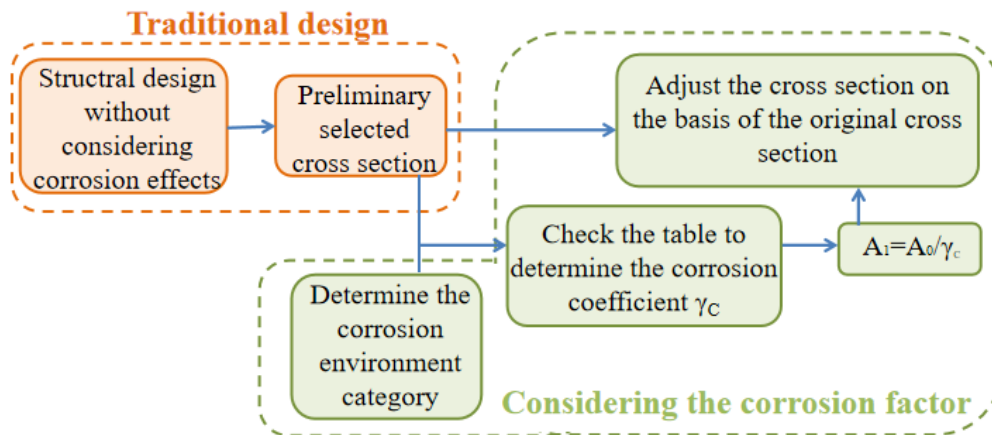 Traditional design
Structral design
without
considering
corrosion effects
Preliminary
selected
cross section
Adjust the cross section on
the basis of the original cross
section
Check the table to
determine the corrosion
coefficient γC
A₁=A₀/γc
Determine the
corrosion
environment
category
Considering the corrosion factor